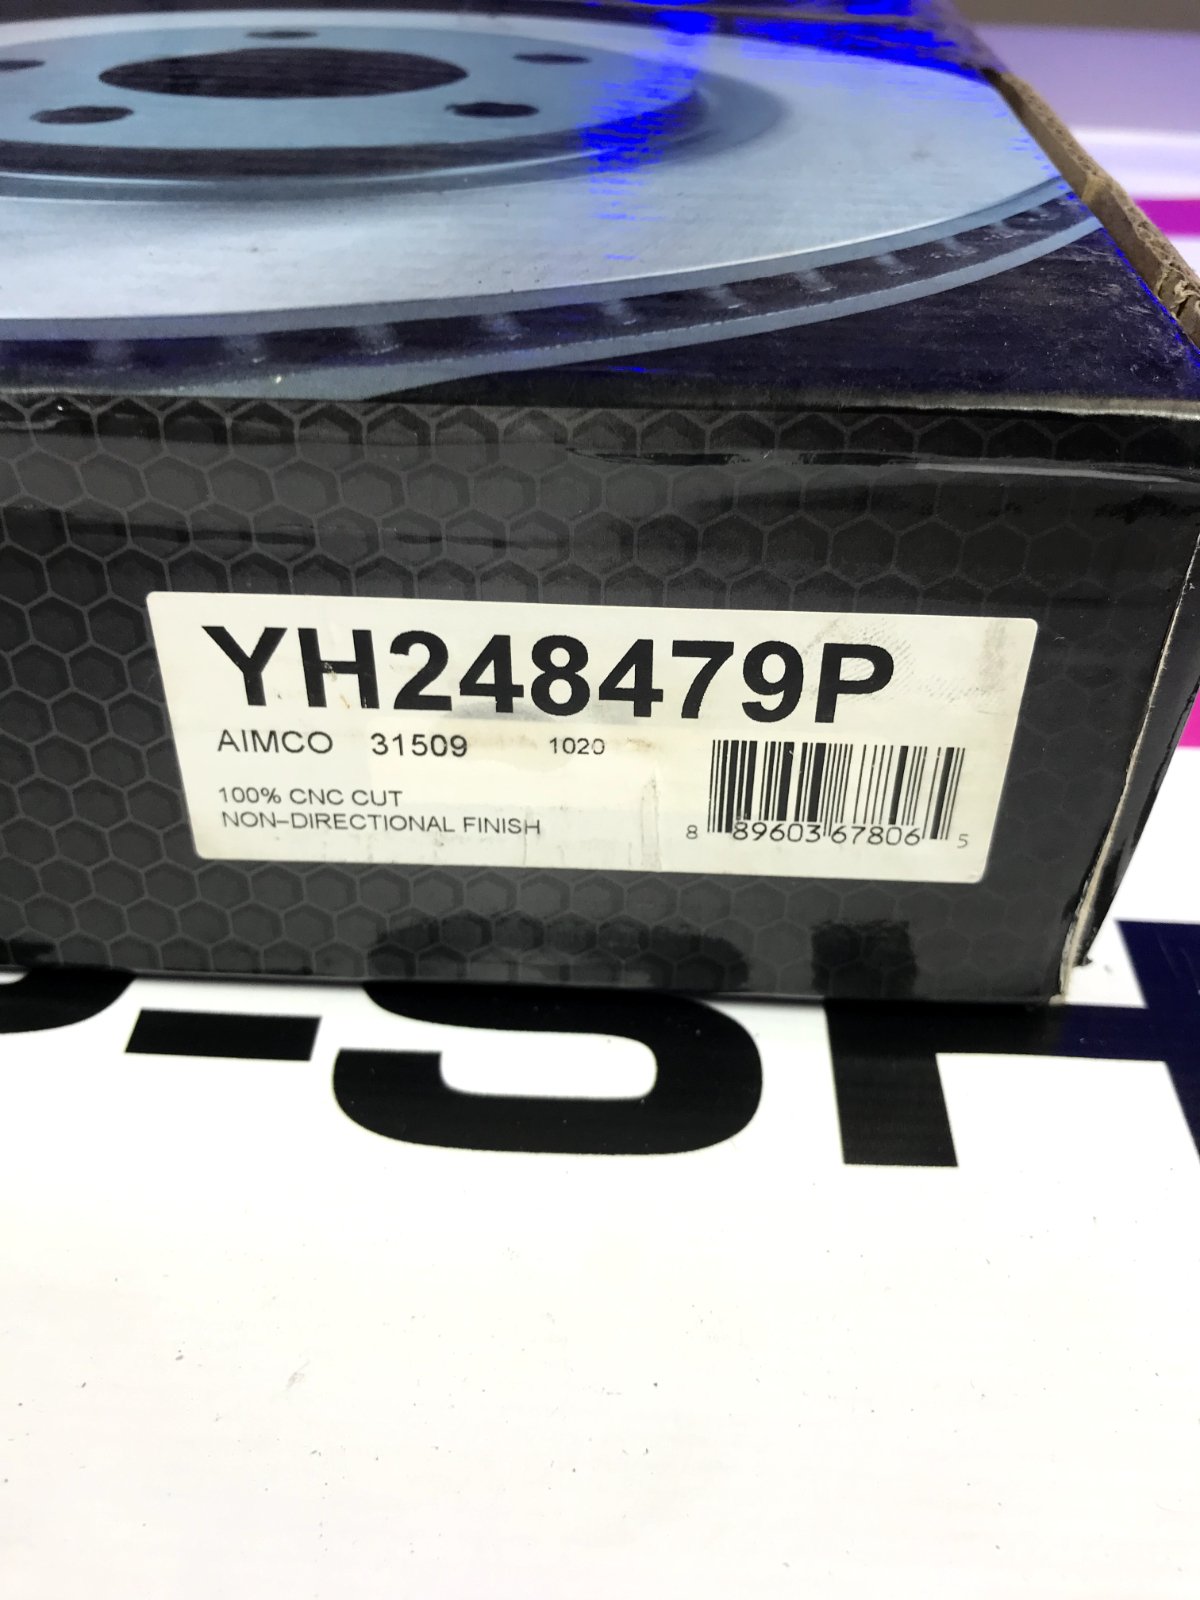 YH248479P
AIMCO 31509 1020
100% CNC CUT
NON-DIRECTIONAL FINISH
8 89603 67806 5